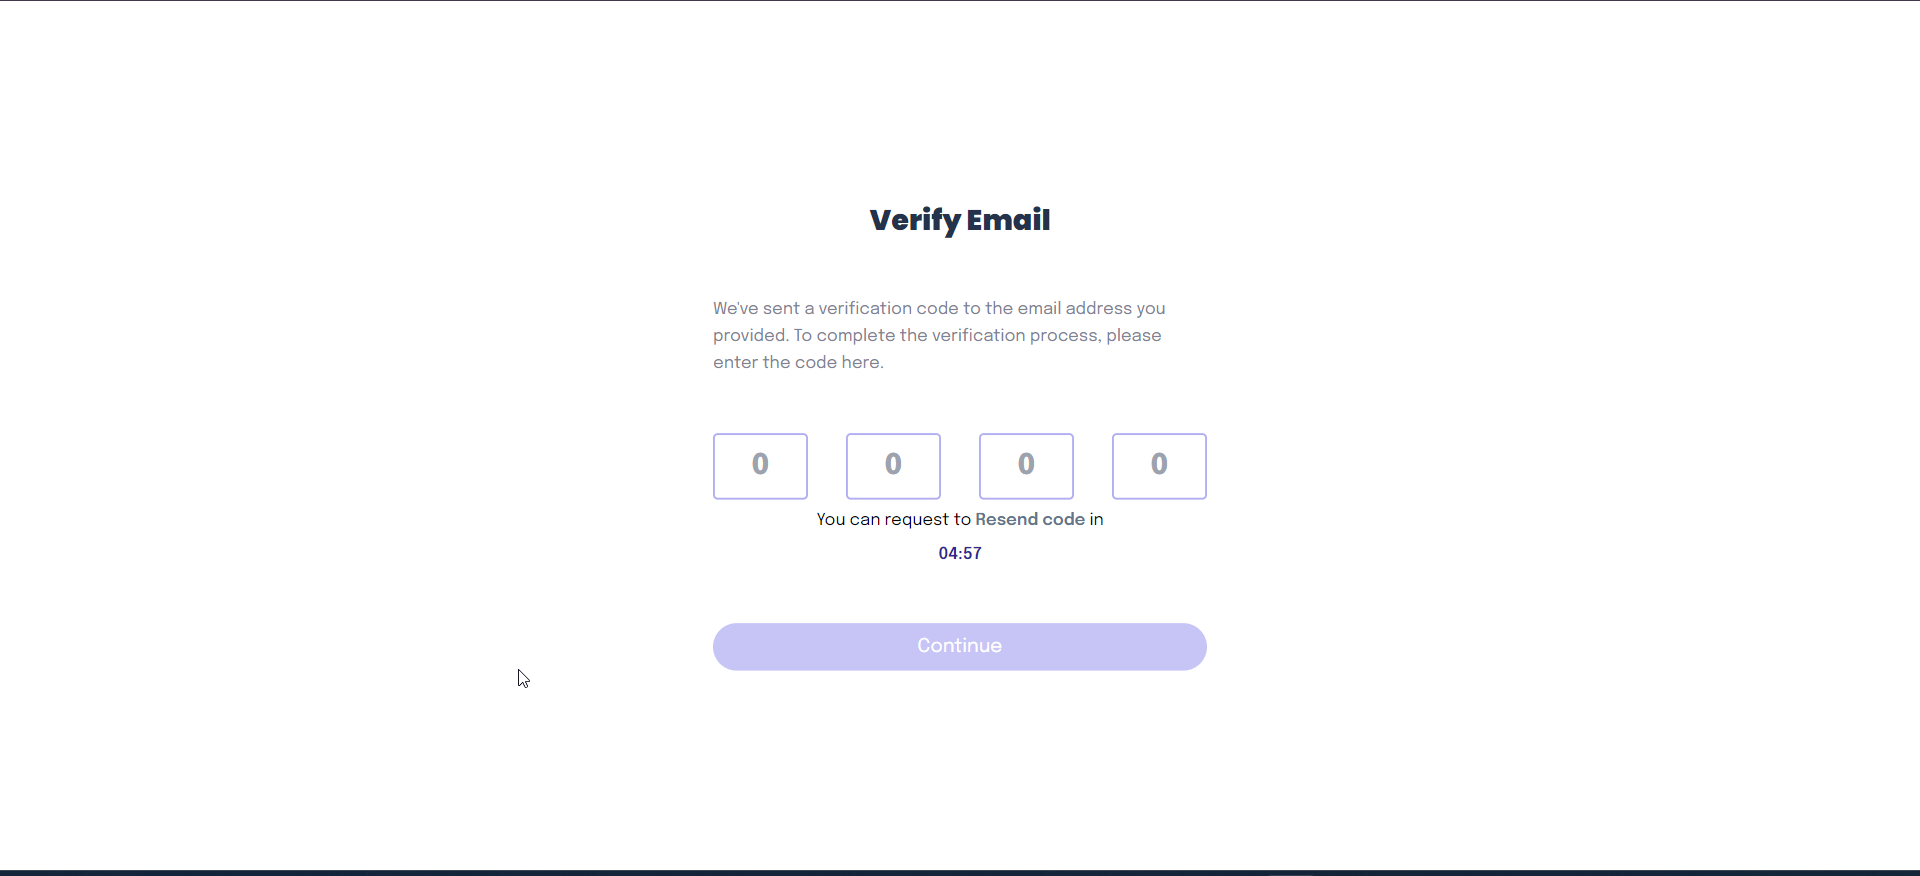 Verify Email
We've sent a verification code to the email address you
provided. To complete the verification process, please
enter the code here.
0 0 0 0
You can request to Resend code in
04:57
Continue